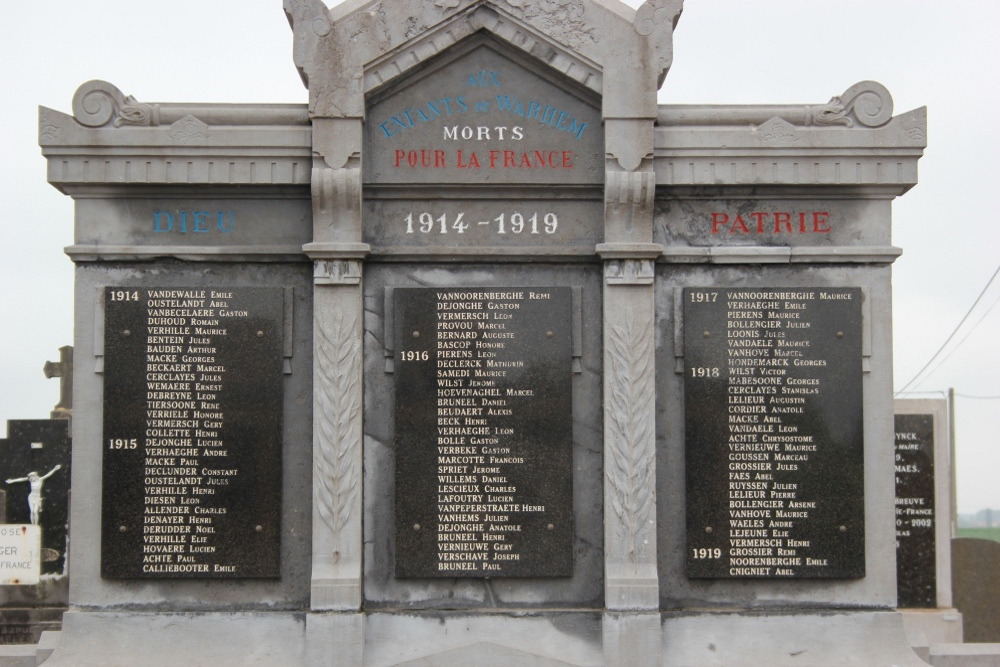 AUX
ENFANTS DE WARHEM
MORTS
POUR LA FRANCE
DIEU
1914 - 1919
PATRIE
1914 VANDEWALLE EMILE
OUSTELANDT ABEL
VANBECELAERE GASTON
DUHOUD ROMAIN
VERHILLE MAURICE
BENTEIN JULES
BAUDEN ARTHUR
MACKE GEORGES
BECKAERT MARCEL
CERCLAYES JULES
WEMAERE ERNEST
DEBREYNE LEON
TIERSOONE RENE
VERRIELE HONORE
VERMERSCH GERY
COLLETTE HENRI
1915 DEJONGHE LUCIEN
VERHAEGHE ANDRE
MACKE PAUL
DECLUNDER CONSTANT
OUSTELANDT JULES
VERHILLE HENRI
DIESEN LEON
ALLENDER CHARLES
DENAYER HENRI
DERUDDER NOEL
VERHILLE ELIE
HOVAERE LUCIEN
ACHTE PAUL
CALLIEBOOTER EMILE
VANNOORENBERGHE REMI
DEJONGHE GASTON
VERMERSCH LEON
PROVOU MARCEL
BERNARD AUGUSTE
BASCOP HONORE
1916 PIERENS LEON
DECLERCK MATHURIN
SAMEDI MAURICE
WILST JEROME
HOEVENAGHEL MARCEL
BRUNEEL DANIEL
BEUDAERT ALEXIS
BECK HENRI
VERHAEGHE LEON
BOLLE GASTON
VERBEKE GASTON
MARCOTTE FRANCOIS
SPRIET JEROME
WILLEMS DANIEL
LESCIEUX CHARLES
LAFOUTRY LUCIEN
VANPEPERSTRAETE HENRI
VANHEMS JULIEN
DEJONGHE ANATOLE
BRUNEEL HENRI
VERNIEUWE GERY
VERSCHAVE JOSEPH
BRUNEEL PAUL
1917 VANNOORENBERGHE MAURICE
VERHAEGHE EMILE
PIERENS MAURICE
BOLLENGIER JULIEN
LOONIS JULES
VANDAELE MAURICE
VANHOVE MARCEL
HONDEMARCK GEORGES
1918 WILST VICTOR
MABESOONE GEORGES
CERCLAYES STANISLAS
LELIEUR AUGUSTIN
CORDIER ANATOLE
MACKE ABEL
VANDAELE LEON
ACHTE CHRYSOSTOME
VERNIEUWE MAURICE
GOUSSEN MARCEAU
GROSSIER JULES
FAES ABEL
RUYSSEN JULIEN
LELIEUR PIERRE
BOLLENGIER ARSENE
VANHOVE MAURICE
WAELES ANDRE
LEJEUNE ELIE
VERMERSCH HENRI
1919 GROSSIER REMI
NOORENBERGHE EMILE
CNIGNIET ABEL